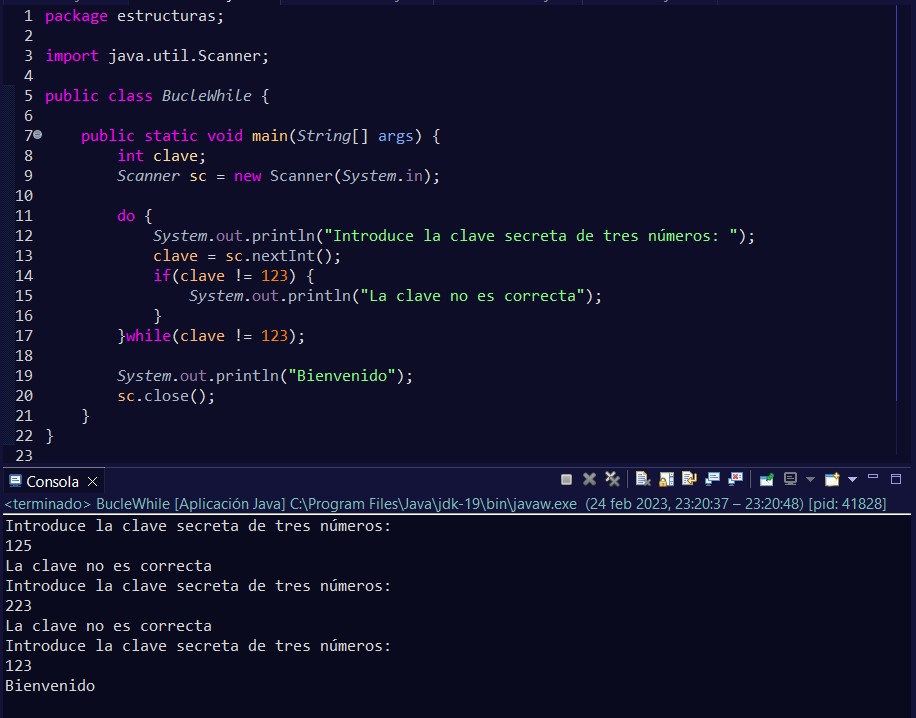 1 package estructuras;
2
3 import java.util.Scanner;
4
5 public class BucleWhile {
6
7 public static void main(String[] args) {
8 int clave;
9 Scanner sc = new Scanner(System.in);
10
11 do {
12 System.out.println("Introduce la clave secreta de tres números: ");
13 clave = sc.nextInt();
14 if(clave != 123) {
15 System.out.println("La clave no es correcta");
16 }
17 }while(clave != 123);
18
19 System.out.println("Bienvenido");
20 sc.close();
21 }
22 }
23
Consola
<terminado> BucleWhile [Aplicación Java] C:\Program Files\Java\jdk-19\bin\javaw.exe (24 feb 2023, 23:20:37 – 23:20:48) [pid: 41828]
Introduce la clave secreta de tres números:
125
La clave no es correcta
Introduce la clave secreta de tres números:
223
La clave no es correcta
Introduce la clave secreta de tres números:
123
Bienvenido